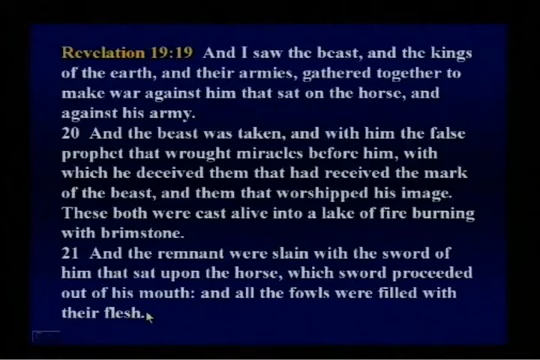 Revelation 19:19 And I saw the beast, and the kings
of the earth, and their armies, gathered together to
make war against him that sat on the horse, and
against his army.
20 And the beast was taken, and with him the false
prophet that wrought miracles before him, with
which he deceived them that had received the mark
of the beast, and them that worshipped his image.
These both were cast alive into a lake of fire burning
with brimstone.
21 And the remnant were slain with the sword of
him that sat upon the horse, which sword proceeded
out of his mouth: and all the fowls were filled with
their flesh.